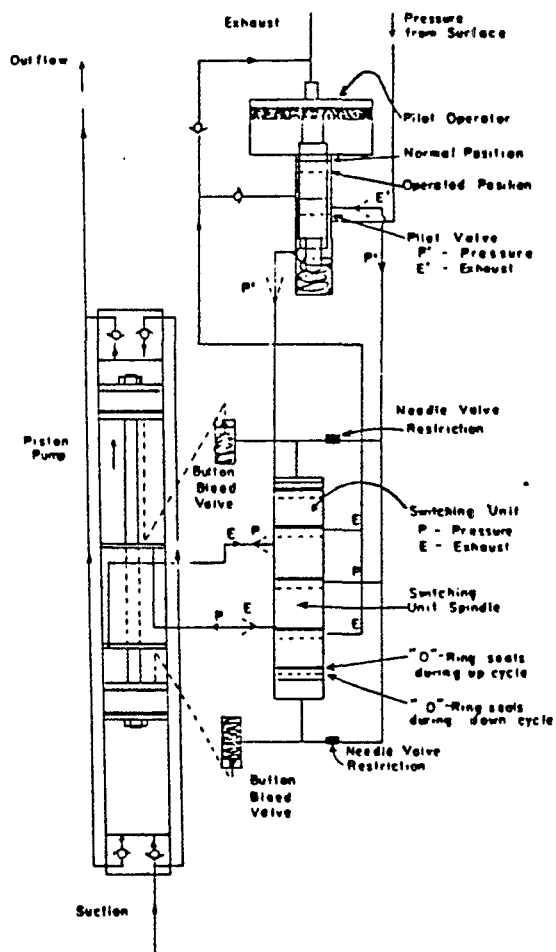 Exhaust
Pressure
from Surface
Outflow
Pilot Operator
Normal Position
Operated Position
E'
Pilot Valve
P' - Pressure
E' - Exhaust
P'
P'
Needle Valve
Restriction
Piston
Pump
Button
Bleed
Valve
Switching Unit
P - Pressure
E - Exhaust
E
E
P
P
Switching
Unit Spindle
P
E
E
"O"-Ring seals
during up cycle
"O"-Ring seals
during down cycle
Needle Valve
Restriction
Button
Bleed
Valve
Suction